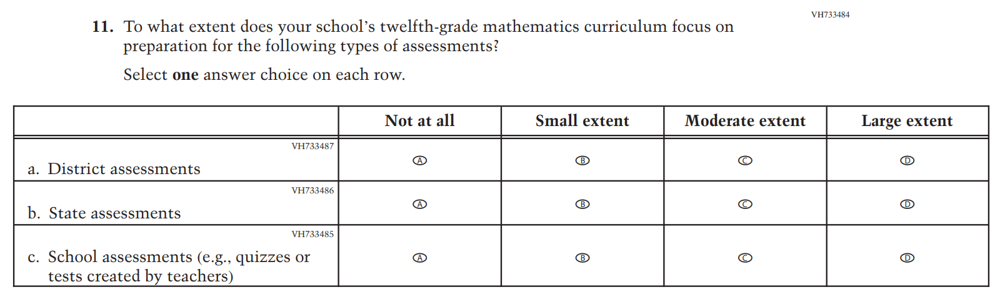 VH733484
11. To what extent does your school’s twelfth-grade mathematics curriculum focus on
preparation for the following types of assessments?
Select one answer choice on each row.
Not at all Small extent Moderate extent Large extent
VH733487
a. District assessments A B C D
VH733486
b. State assessments A B C D
VH733485
c. School assessments (e.g., quizzes or A B C D
tests created by teachers)